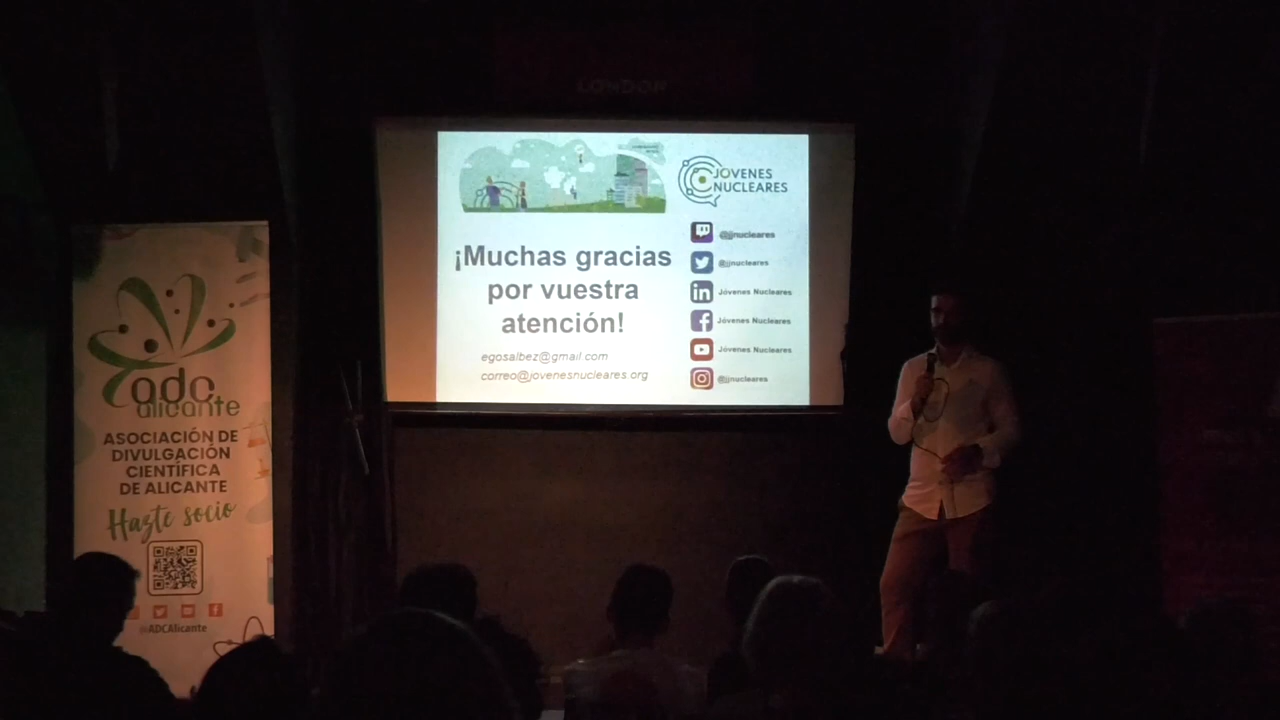 LONDON
JÓVENES
NUCLEARES
¡Muchas gracias
por vuestra
atención!
egosalbez@gmail.com
correo@jovenesnucleares.org
@jjnucleares
@jjnucleares
Jóvenes Nucleares
Jóvenes Nucleares
Jóvenes Nucleares
@jjnucleares
adc
alicante
ASOCIACIÓN DE
DIVULGACIÓN
CIENTÍFICA
DE ALICANTE
Hazte socio
@ADCAlicante